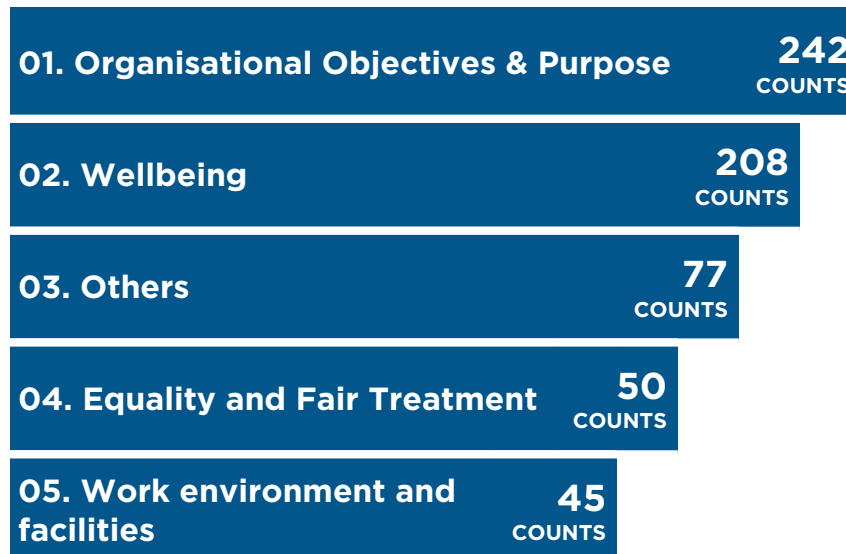 01. Organisational Objectives & Purpose
242
COUNTS
02. Wellbeing
208
COUNTS
03. Others
77
COUNTS
04. Equality and Fair Treatment
50
COUNTS
05. Work environment and
facilities
45
COUNTS